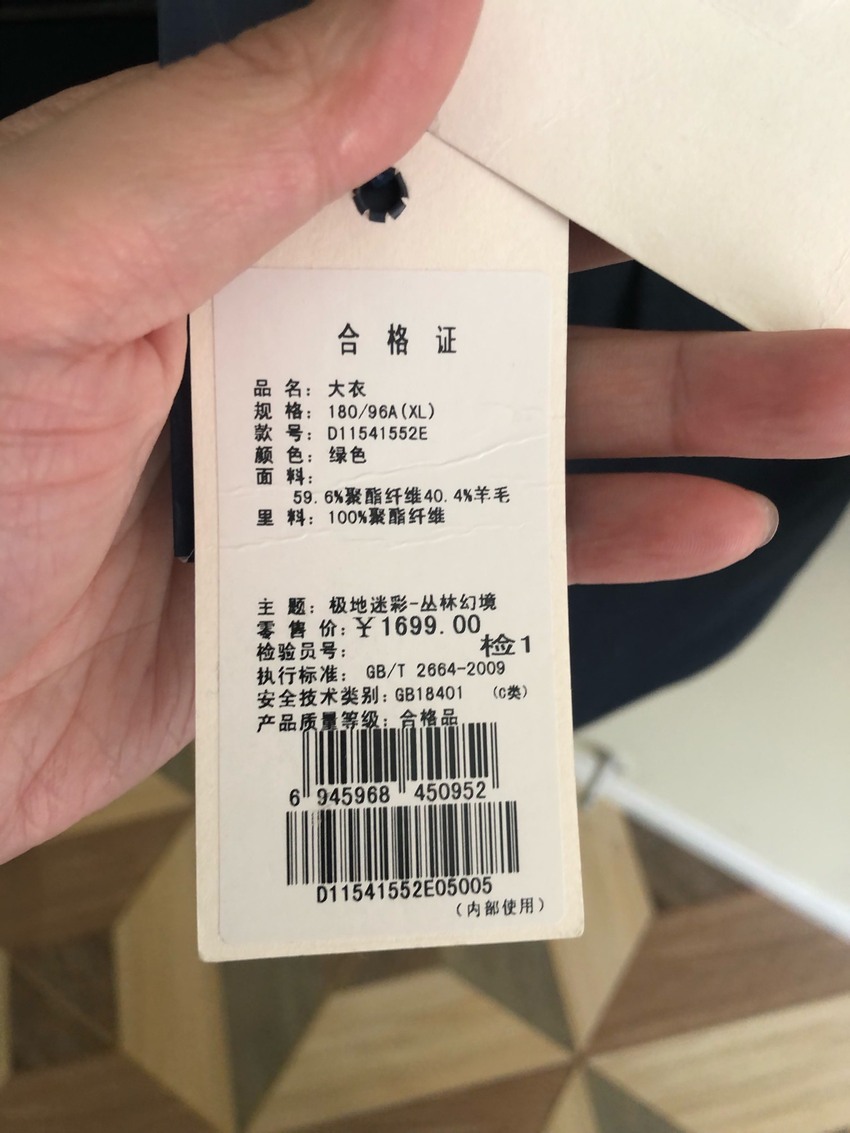 合格证
品 名：大衣
规 格：180/96A(XL)
款 号：D11541552E
颜 色：绿色
面 料：
59.6%聚酯纤维40.4%羊毛
里 料：100%聚酯纤维
主 题：极地迷彩-丛林幻境
零 售 价：￥1699.00
检验员号： 检1
执行标准： GB/T 2664-2009
安全技术类别：GB18401 （C类）
产品质量等级：合格品
6 945968 450952
D11541552E05005
（内部使用）